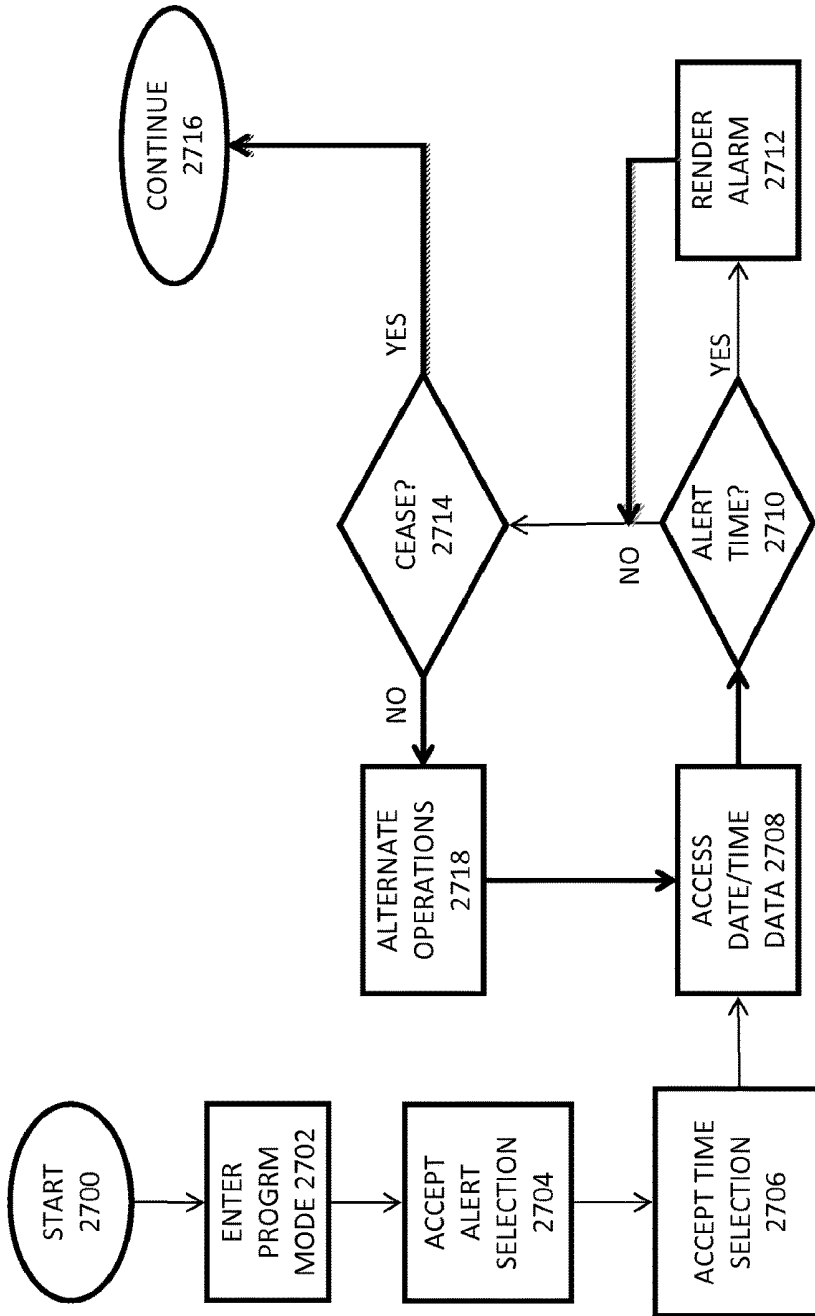 START
2700
ENTER
PROGRM
MODE 2702
ACCEPT
ALERT
SELECTION
2704
ACCEPT TIME
SELECTION
2706
ACCESS
DATE/TIME
DATA 2708
ALERT
TIME?
2710
YES
RENDER
ALARM
2712
NO
CEASE?
2714
YES
CONTINUE
2716
NO
ALTERNATE
OPERATIONS
2718